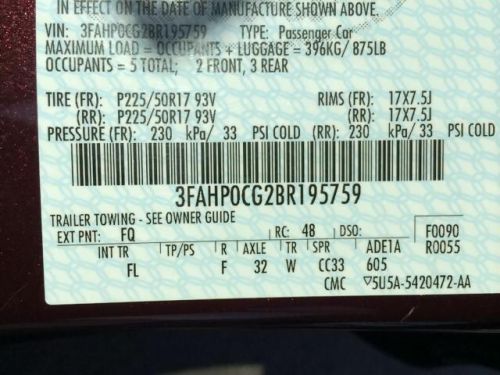 IN EFFECT ON THE DATE OF MANUFACTURE SHOWN ABOVE.
VIN: 3FAHP0CG2BR195759 TYPE: Passenger Car
MAXIMUM LOAD = OCCUPANTS + LUGGAGE = 396KG/ 875LB
OCCUPANTS = 5 TOTAL; 2 FRONT, 3 REAR
TIRE (FR): P225/50R17 93V RIMS (FR): 17X7.5J
(RR): P225/50R17 93V (RR): 17X7.5J
PRESSURE (FR): 230 kPa/ 33 PSI COLD (RR): 230 kPa/ 33 PSI COLD
3FAHP0CG2BR195759
TRAILER TOWING - SEE OWNER GUIDE
EXT PNT: FQ RC: 48 DSO: F0090
INT TR TP/PS R AXLE TR SPR ADE1A R0055
FL F 32 W CC33 605
CMC 5U5A-5420472-AA